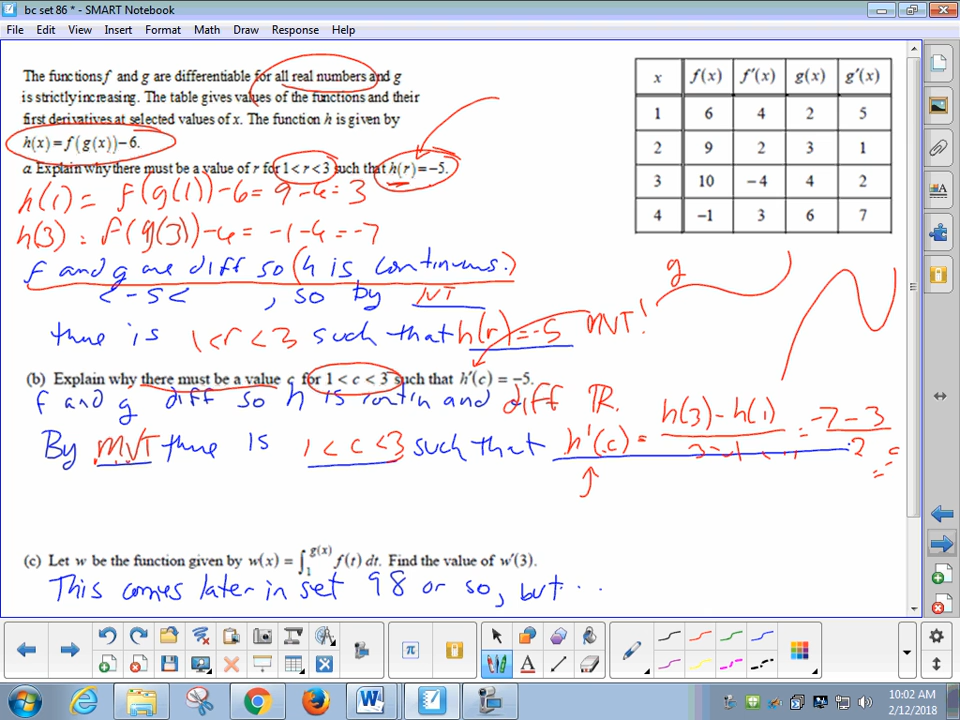 bc set 86 * - SMART Notebook
File Edit View Insert Format Math Draw Response Help
The functions f and g are differentiable for all real numbers and g
is strictly increasing. The table gives values of the functions and their
first derivatives at selected values of x. The function h is given by
h(x) = f(g(x)) − 6.
a. Explain why there must be a value of r for 1 < r < 3 such that h(r) = −5.
x f(x) f′(x) g(x) g′(x)
1 6 4 2 5
2 9 2 3 1
3 10 −4 4 2
4 −1 3 6 7
h(1) = f(g(1)) − 6 = 9 − 6 = 3
h(3) = f(g(3)) − 6 = −1 − 6 = −7
f and g are diff so (h is continuous.)
< −5 < , so by IVT
g
there is 1 < r < 3 such that h(r) = −5 MVT!
(b) Explain why there must be a value c for 1 < c < 3 such that h′(c) = −5.
f and g diff so h is contin and diff IR.
By MVT there is 1 < c < 3 such that h′(c) = h(3) − h(1) / 3 − 1 = −7 − 3 / 2
=
(c) Let w be the function given by w(x) = ∫₁^g(x) f(t) dt. Find the value of w′(3).
This comes later in set 98 or so, but...
10:02 AM
2/12/2018